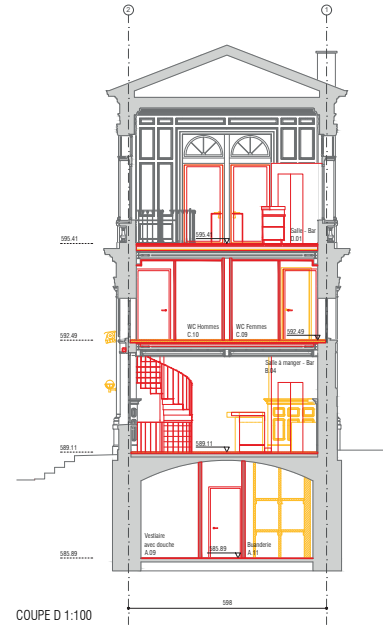 2
1
595.41
595.41
Salle - Bar
D.01
592.49
WC Hommes
C.10
WC Femmes
C.09
592.49
Salle à manger - Bar
B.04
589.11
589.11
Vestiaire
avec douche
A.09
585.89
585.89
Buanderie
A.11
598
COUPE D 1:100